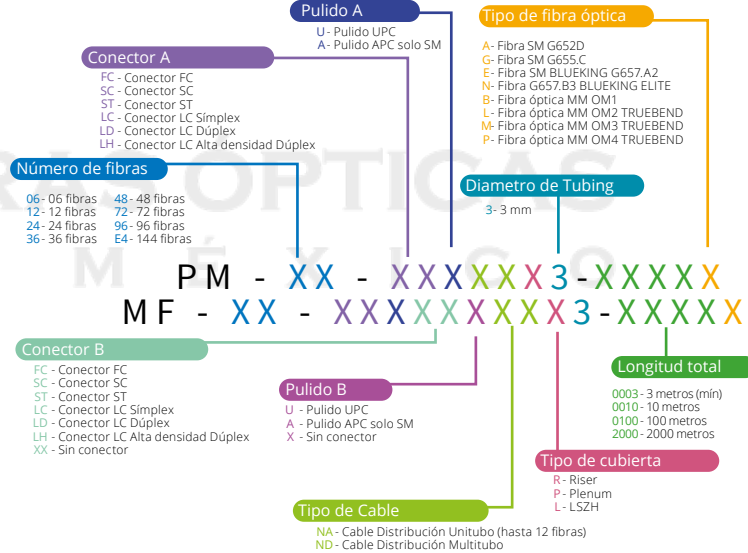 Pulido A
U - Pulido UPC
A - Pulido APC solo SM
Tipo de fibra óptica
A - Fibra SM G652D
G - Fibra SM G655.C
E - Fibra SM BLUEKING G657.A2
N - Fibra G657.B3 BLUEKING ELITE
B - Fibra óptica MM OM1
L - Fibra óptica MM OM2 TRUEBEND
M - Fibra óptica MM OM3 TRUEBEND
P - Fibra óptica MM OM4 TRUEBEND
Conector A
FC - Conector FC
SC - Conector SC
ST - Conector ST
LC - Conector LC Símplex
LD - Conector LC Dúplex
LH - Conector LC Alta densidad Dúplex
Número de fibras
06 - 06 fibras 48 - 48 fibras
12 - 12 fibras 72 - 72 fibras
24 - 24 fibras 96 - 96 fibras
36 - 36 fibras E4 - 144 fibras
Diametro de Tubing
3 - 3 mm
RAS OPTICAS
MÉXICO
PM - XX - XXXXXX3-XXXXX
MF - XX - XXXXXXXXX3-XXXXX
Conector B
FC - Conector FC
SC - Conector SC
ST - Conector ST
LC - Conector LC Símplex
LD - Conector LC Dúplex
LH - Conector LC Alta densidad Dúplex
XX - Sin conector
Pulido B
U - Pulido UPC
A - Pulido APC solo SM
X - Sin conector
Longitud total
0003 - 3 metros (mín)
0010 - 10 metros
0100 - 100 metros
2000 - 2000 metros
Tipo de cubierta
R - Riser
P - Plenum
L - LSZH
Tipo de Cable
NA - Cable Distribución Unitubo (hasta 12 fibras)
ND - Cable Distribución Multitubo